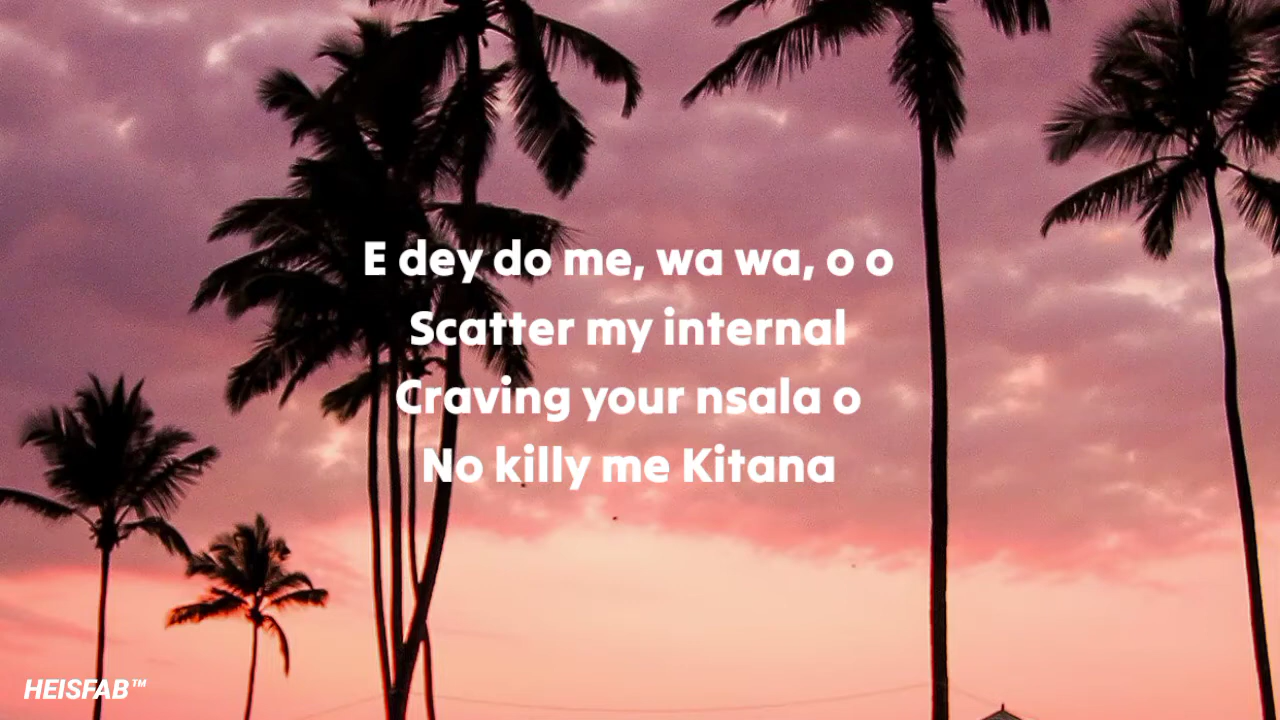 E dey do me, wa wa, o o
Scatter my internal
Craving your nsala o
No killy me Kitana
HEISFAB™